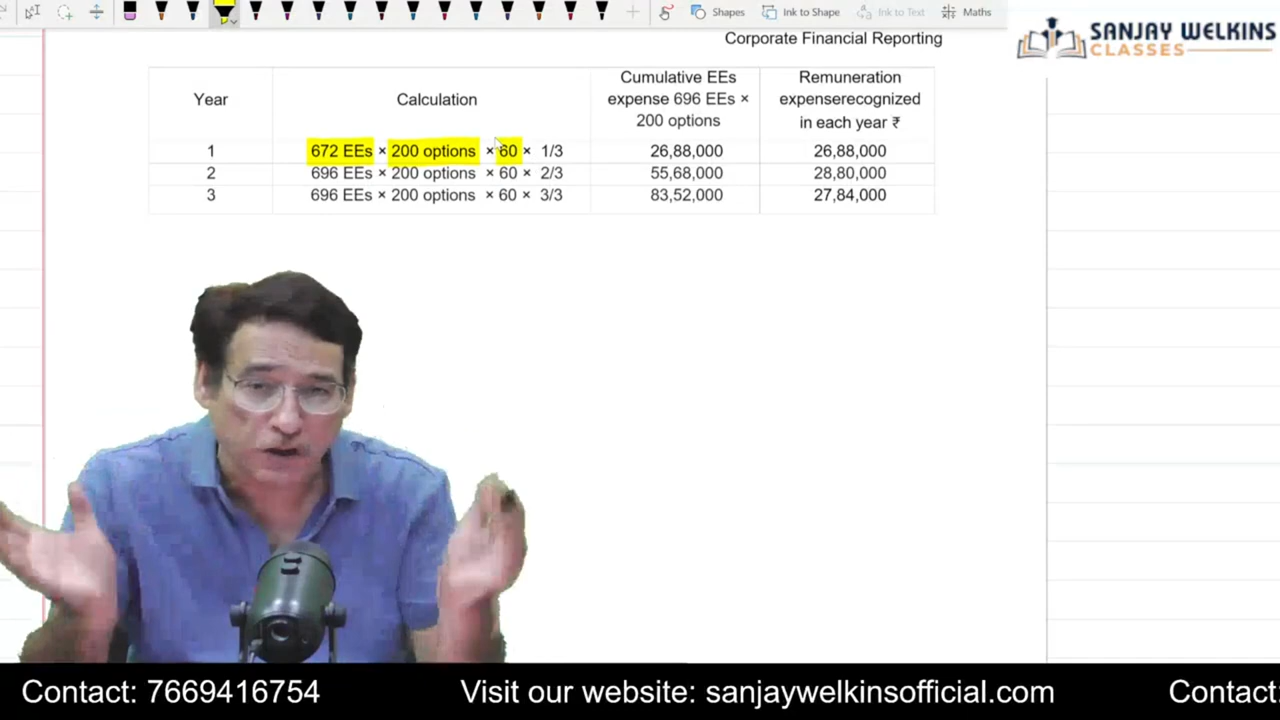 Shapes Ink to Shape Ink to Text Maths
SANJAY WELKINS
CLASSES
Corporate Financial Reporting
Year Calculation Cumulative EEs expense 696 EEs × 200 options Remuneration expenserecognized in each year ₹
1 672 EEs × 200 options × 60 × 1/3 26,88,000 26,88,000
2 696 EEs × 200 options × 60 × 2/3 55,68,000 28,80,000
3 696 EEs × 200 options × 60 × 3/3 83,52,000 27,84,000
Contact: 7669416754 Visit our website: sanjaywelkinsofficial.com Contact: